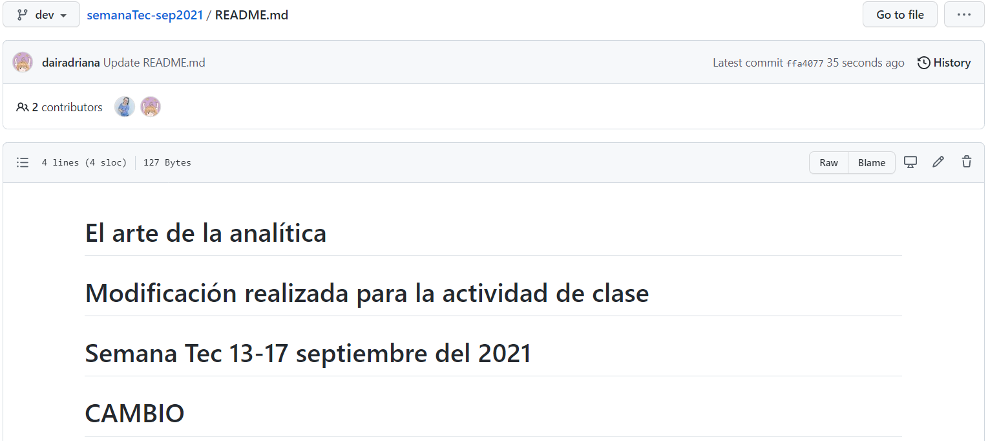 dev semanaTec-sep2021 / README.md Go to file ...
dairadriana Update README.md Latest commit ffa4077 35 seconds ago History
2 contributors
4 lines (4 sloc) 127 Bytes Raw Blame
El arte de la analítica
Modificación realizada para la actividad de clase
Semana Tec 13-17 septiembre del 2021
CAMBIO